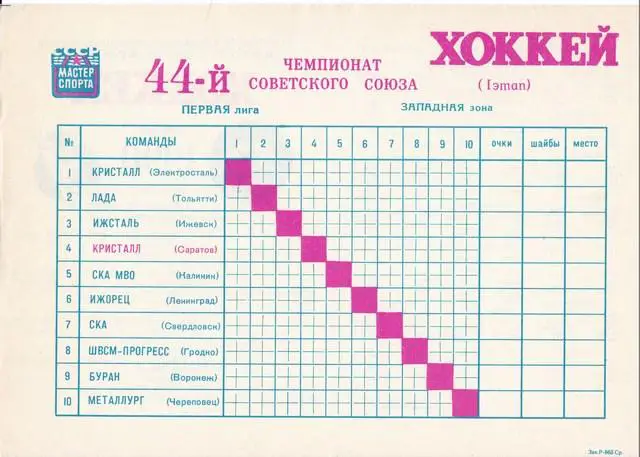 СССР
МАСТЕР
СПОРТА
44-Й ЧЕМПИОНАТ
СОВЕТСКОГО СОЮЗА
ХОККЕЙ
(I этап)
ПЕРВАЯ лига ЗАПАДНАЯ зона
№ КОМАНДЫ 1 2 3 4 5 6 7 8 9 10 очки шайбы место
1 КРИСТАЛЛ (Электросталь)
2 ЛАДА (Тольятти)
3 ИЖСТАЛЬ (Ижевск)
4 КРИСТАЛЛ (Саратов)
5 СКА МВО (Калинин)
6 ИЖОРЕЦ (Ленинград)
7 СКА (Свердловск)
8 ШВСМ-ПРОГРЕСС (Гродно)
9 БУРАН (Воронеж)
10 МЕТАЛЛУРГ (Череповец)